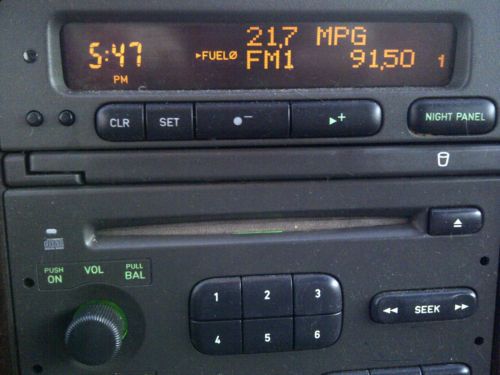 5:47 PM ▸FUELØ 21,7 MPG
FM1 91,50 1
CLR SET - ▸+ NIGHT PANEL
PUSH ON VOL PULL BAL
1 2 3
4 5 6
◂◂ SEEK ▸▸